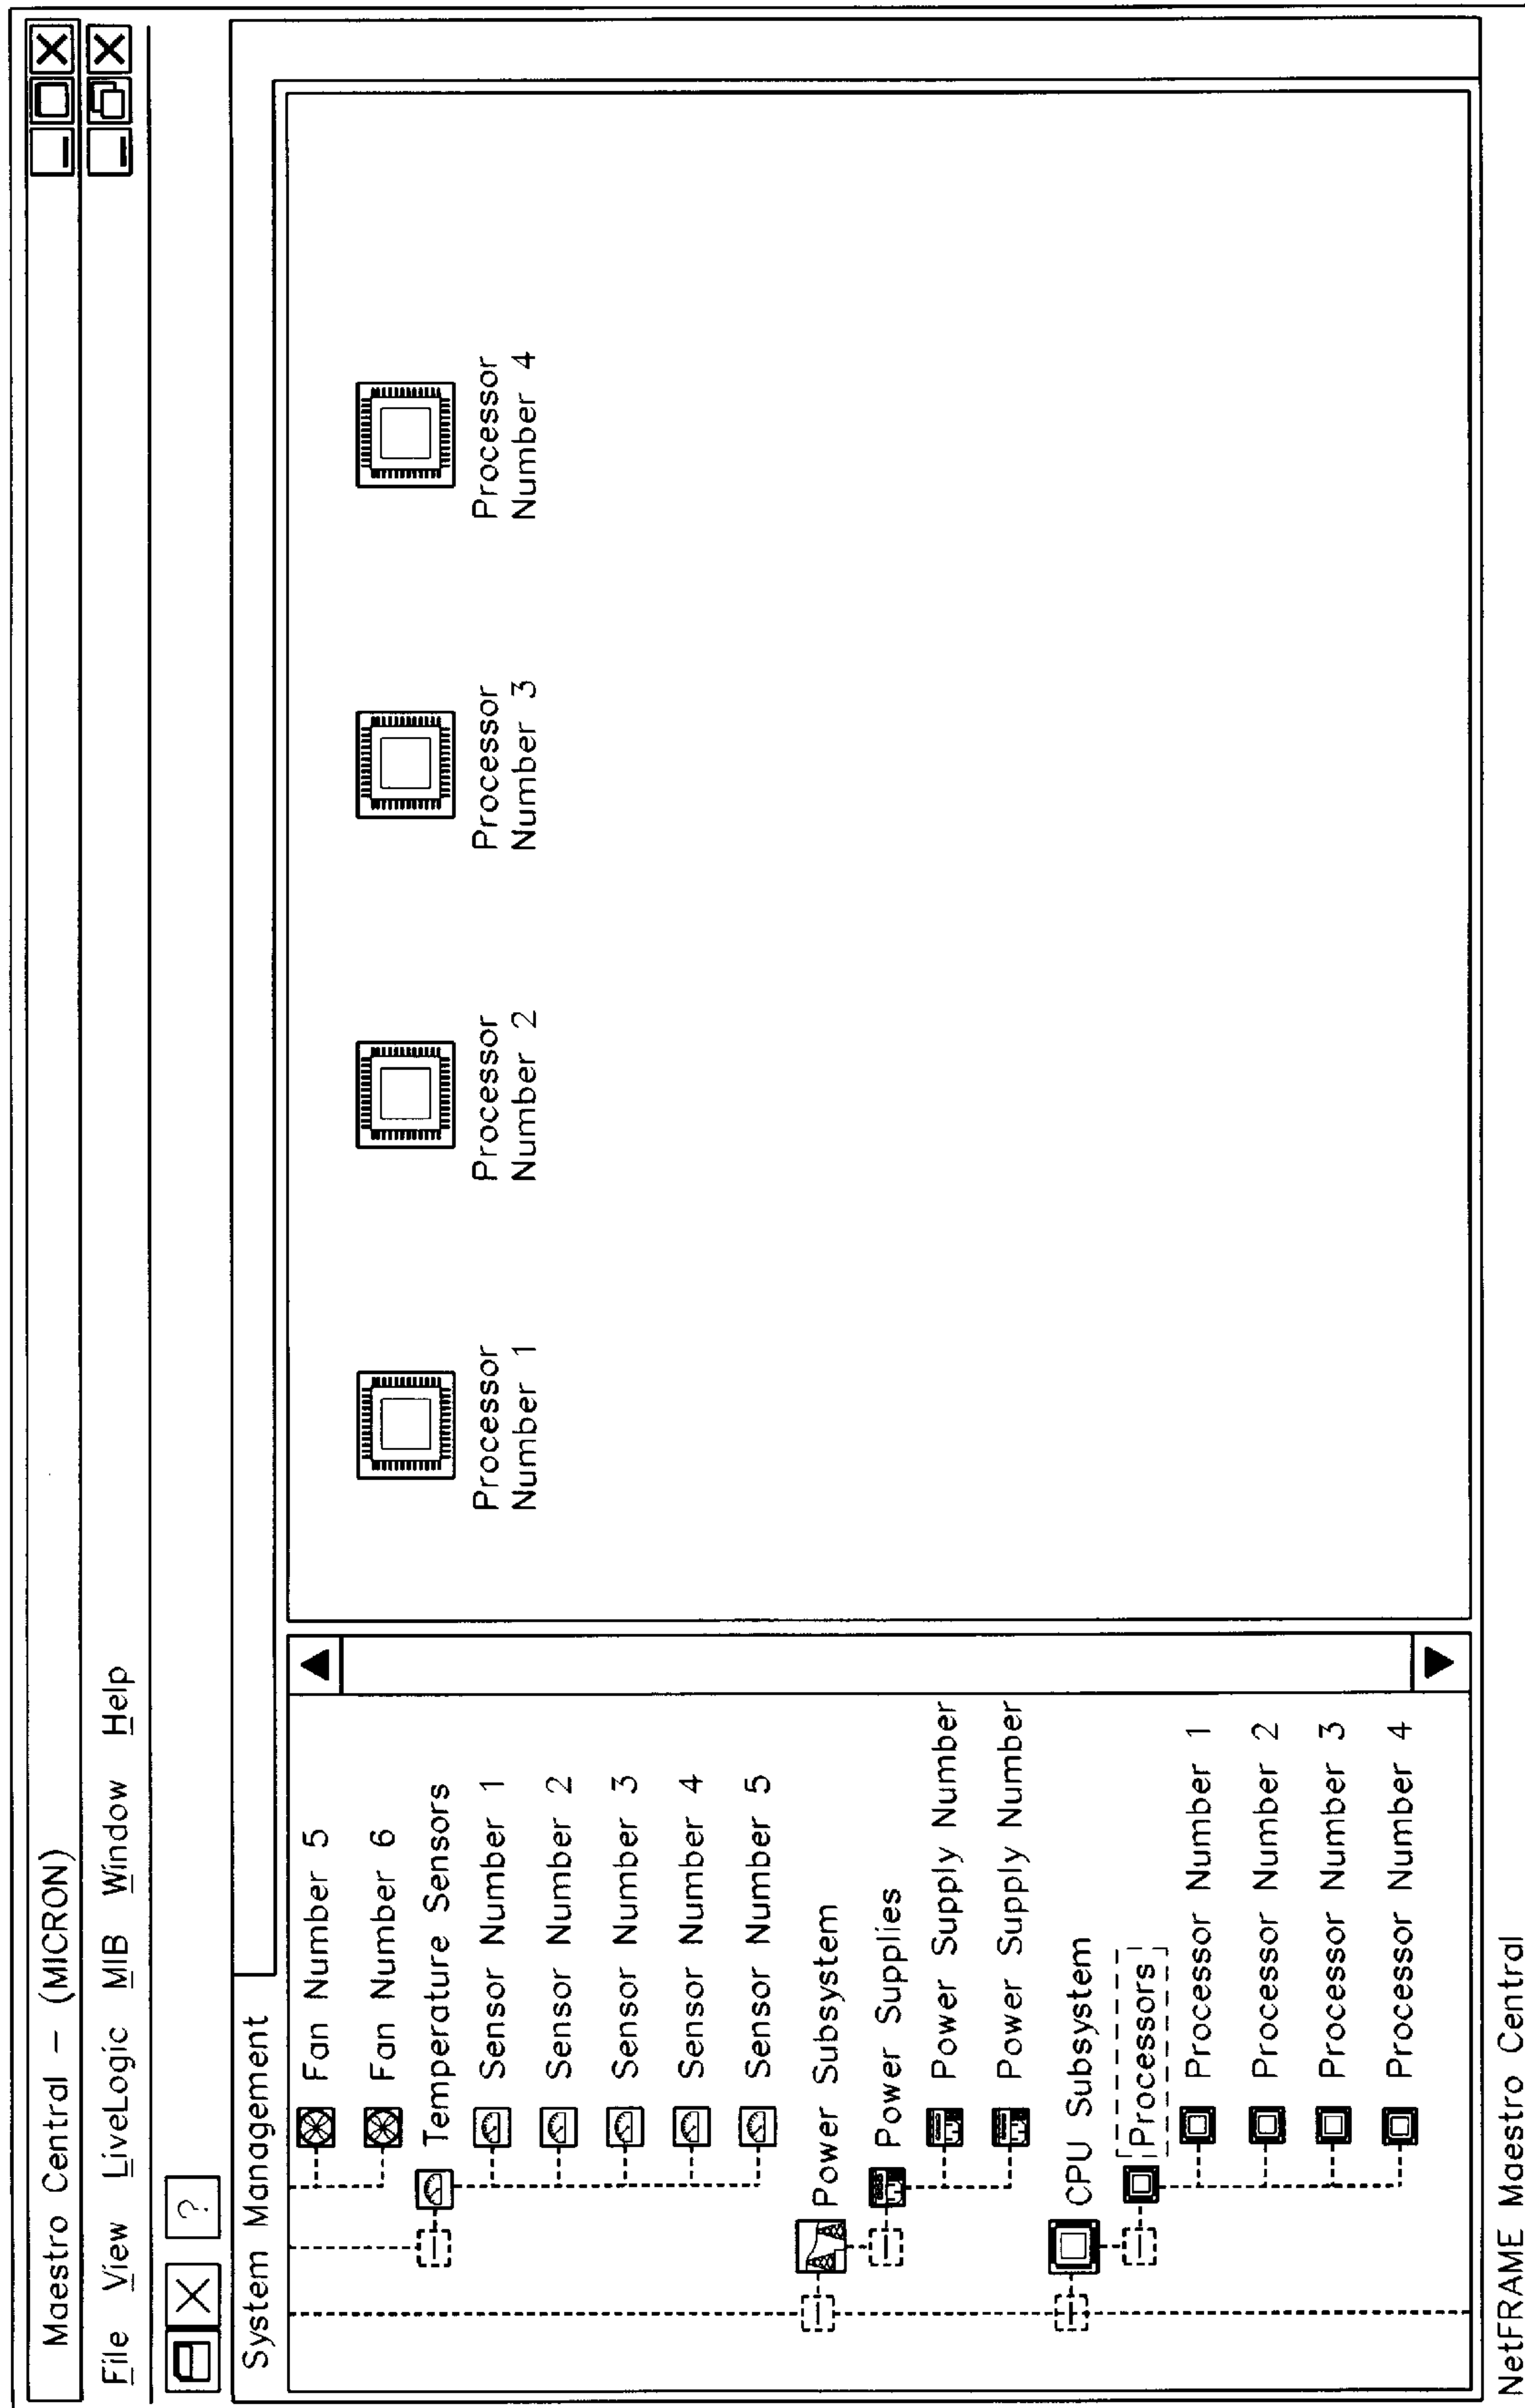 Maestro Central – (MICRON)
File View LiveLogic MIB Window Help
?
System Management
Fan Number 5
Fan Number 6
Temperature Sensors
Sensor Number 1
Sensor Number 2
Sensor Number 3
Sensor Number 4
Sensor Number 5
Power Subsystem
Power Supplies
Power Supply Number
Power Supply Number
CPU Subsystem
Processors
Processor Number 1
Processor Number 2
Processor Number 3
Processor Number 4
Processor
Number 1
Processor
Number 2
Processor
Number 3
Processor
Number 4
NetFRAME Maestro Central